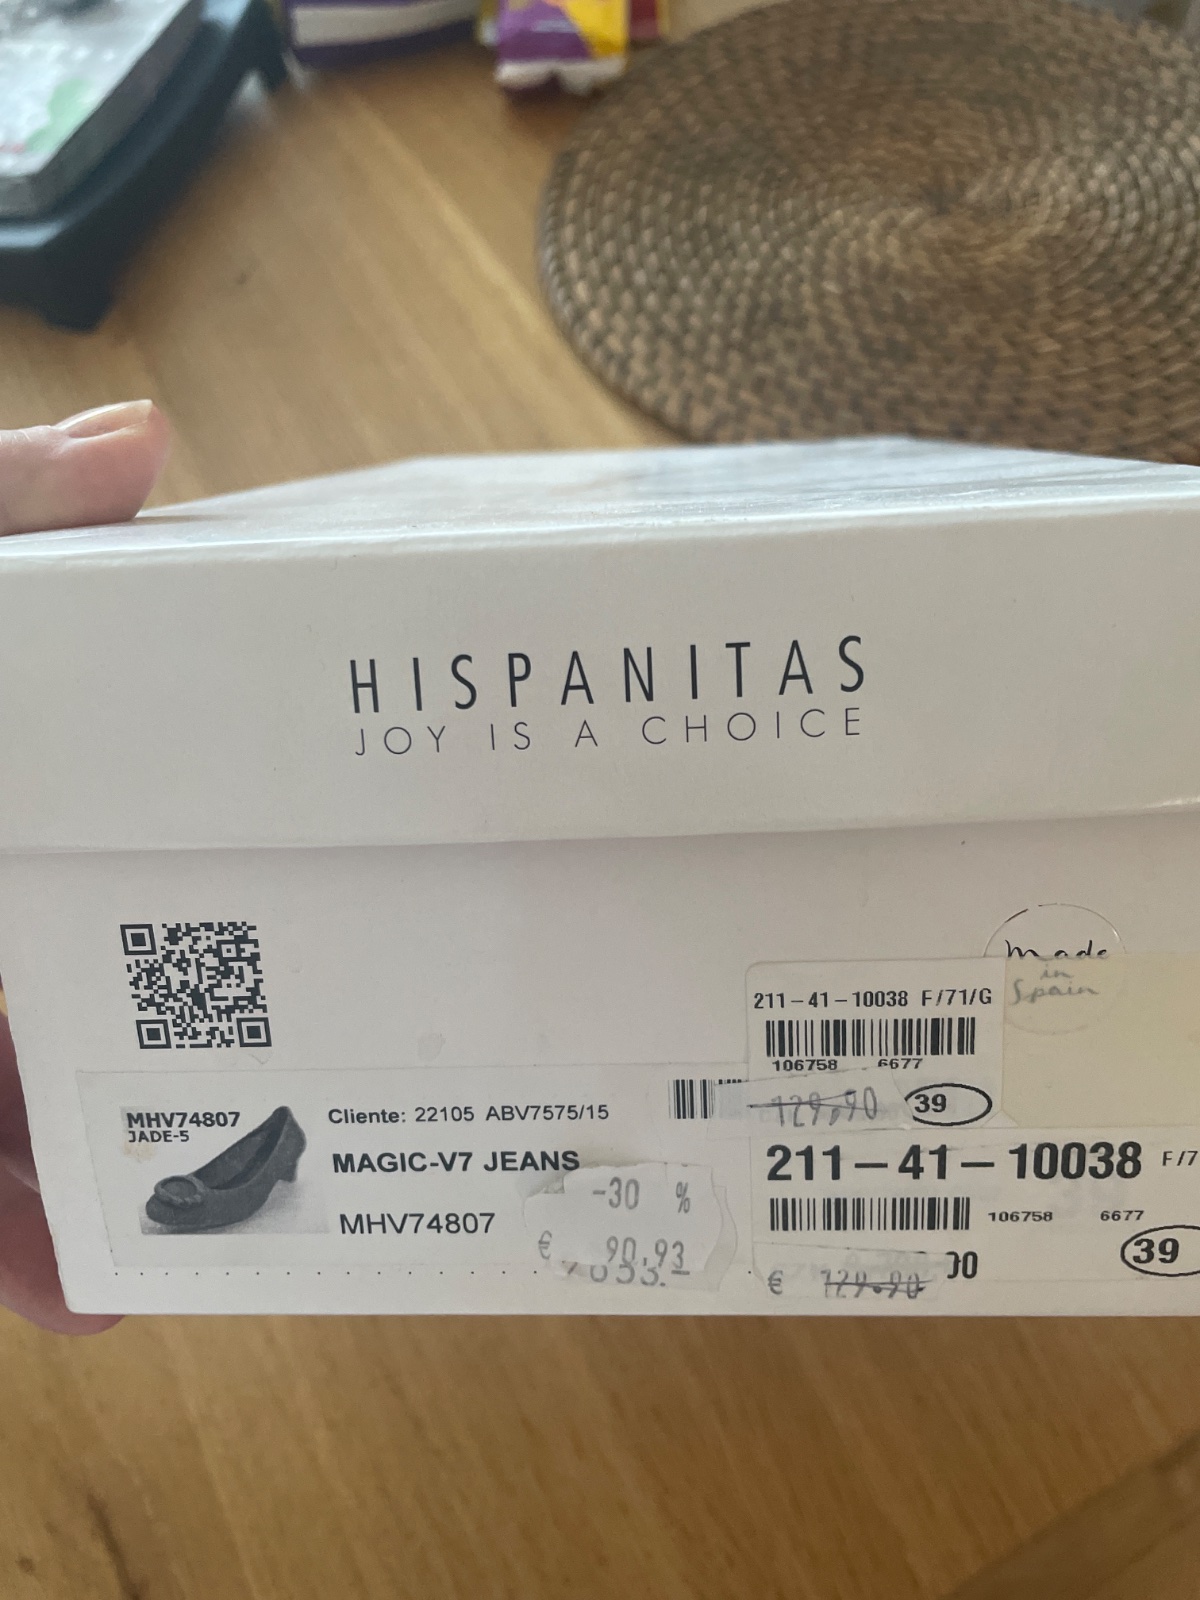 HISPANITAS
JOY IS A CHOICE
made
in
Spain
211-41-10038 F/71/G
106758 6677
129,90
39
MHV74807
JADE-5
Cliente: 22105 ABV7575/15
MAGIC-V7 JEANS
MHV74807
-30 %
€ 90,93
211-41-10038 F/7
106758 6677
39
€ 129.90